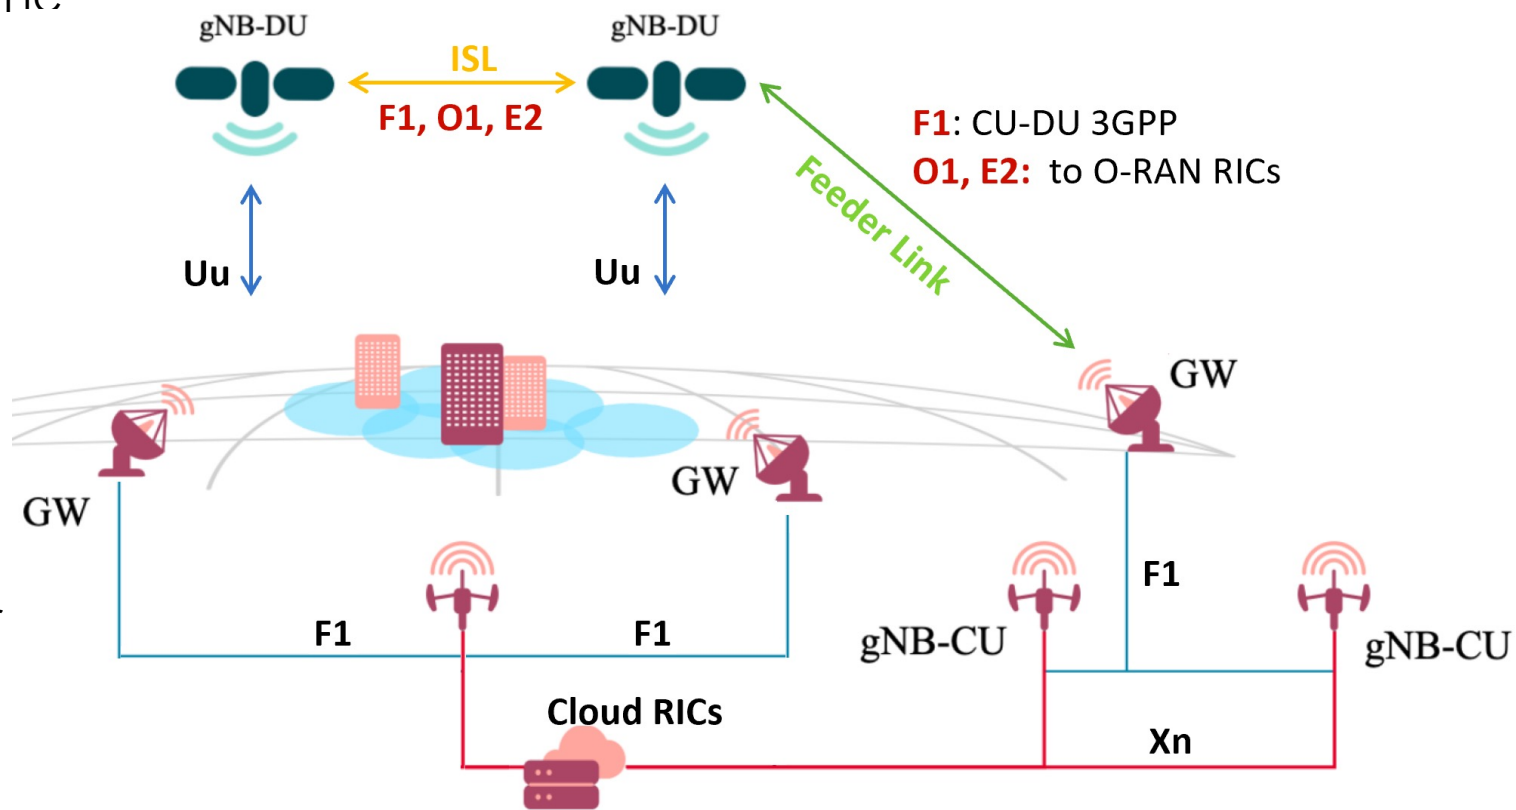 gNB-DU
gNB-DU
ISL
F1, O1, E2
F1: CU-DU 3GPP
O1, E2: to O-RAN RICs
Feeder Link
Uu
Uu
GW
GW
GW
F1
F1
F1
gNB-CU
gNB-CU
Cloud RICs
Xn